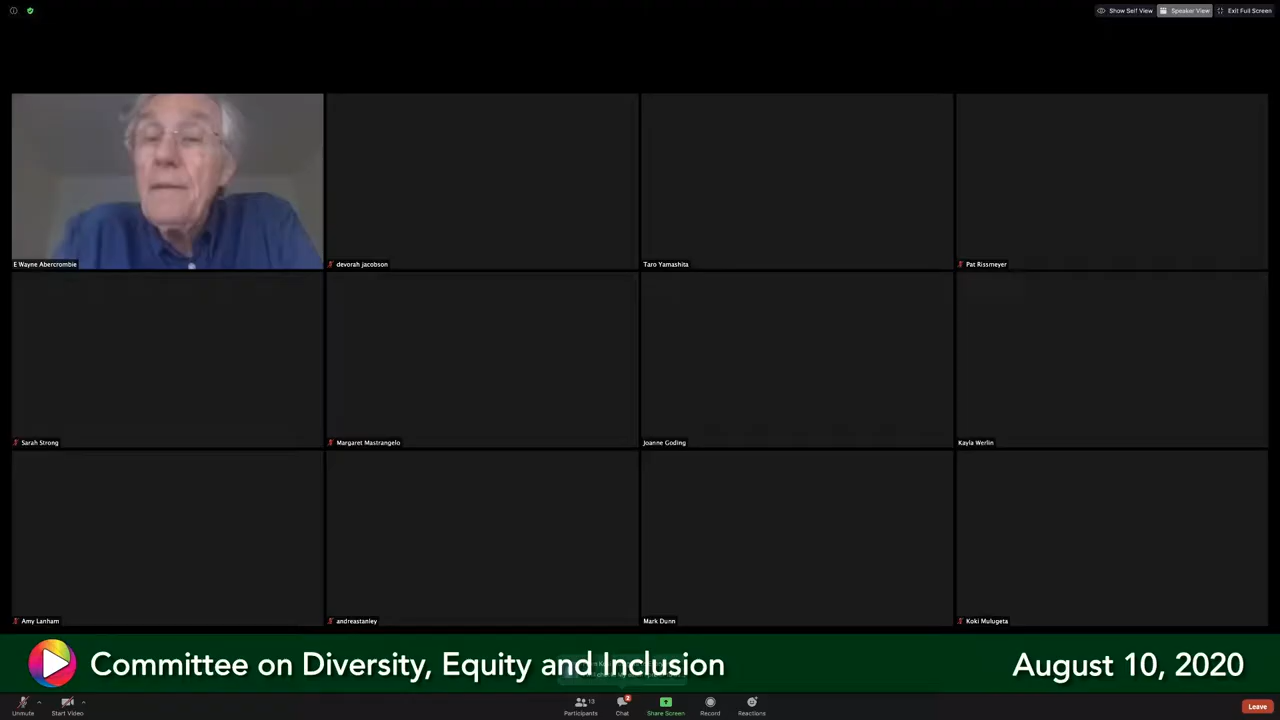 Show Self View Speaker View Exit Full Screen
E Wayne Abercrombie devorah jacobson Taro Yamashita Pat Rissmeyer
Sarah Strong Margaret Mastrangelo Joanne Goding Kayla Werlin
Amy Lanham andreastanley Mark Dunn Koki Mulugeta
Committee on Diversity, Equity and Inclusion August 10, 2020
Unmute Start Video Participants 13 Chat 2 Share Screen Record Reactions Leave